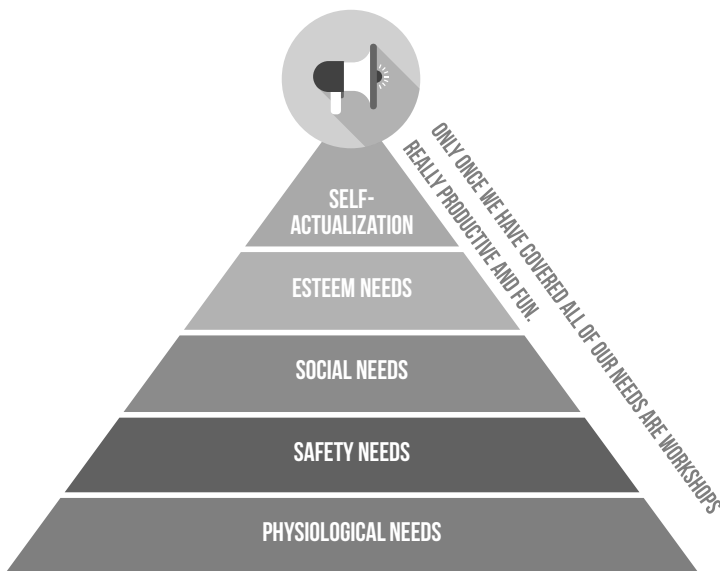 ONLY ONCE WE HAVE COVERED ALL OF OUR NEEDS ARE WORKSHOPS
REALLY PRODUCTIVE AND FUN.
SELF-
ACTUALIZATION
ESTEEM NEEDS
SOCIAL NEEDS
SAFETY NEEDS
PHYSIOLOGICAL NEEDS